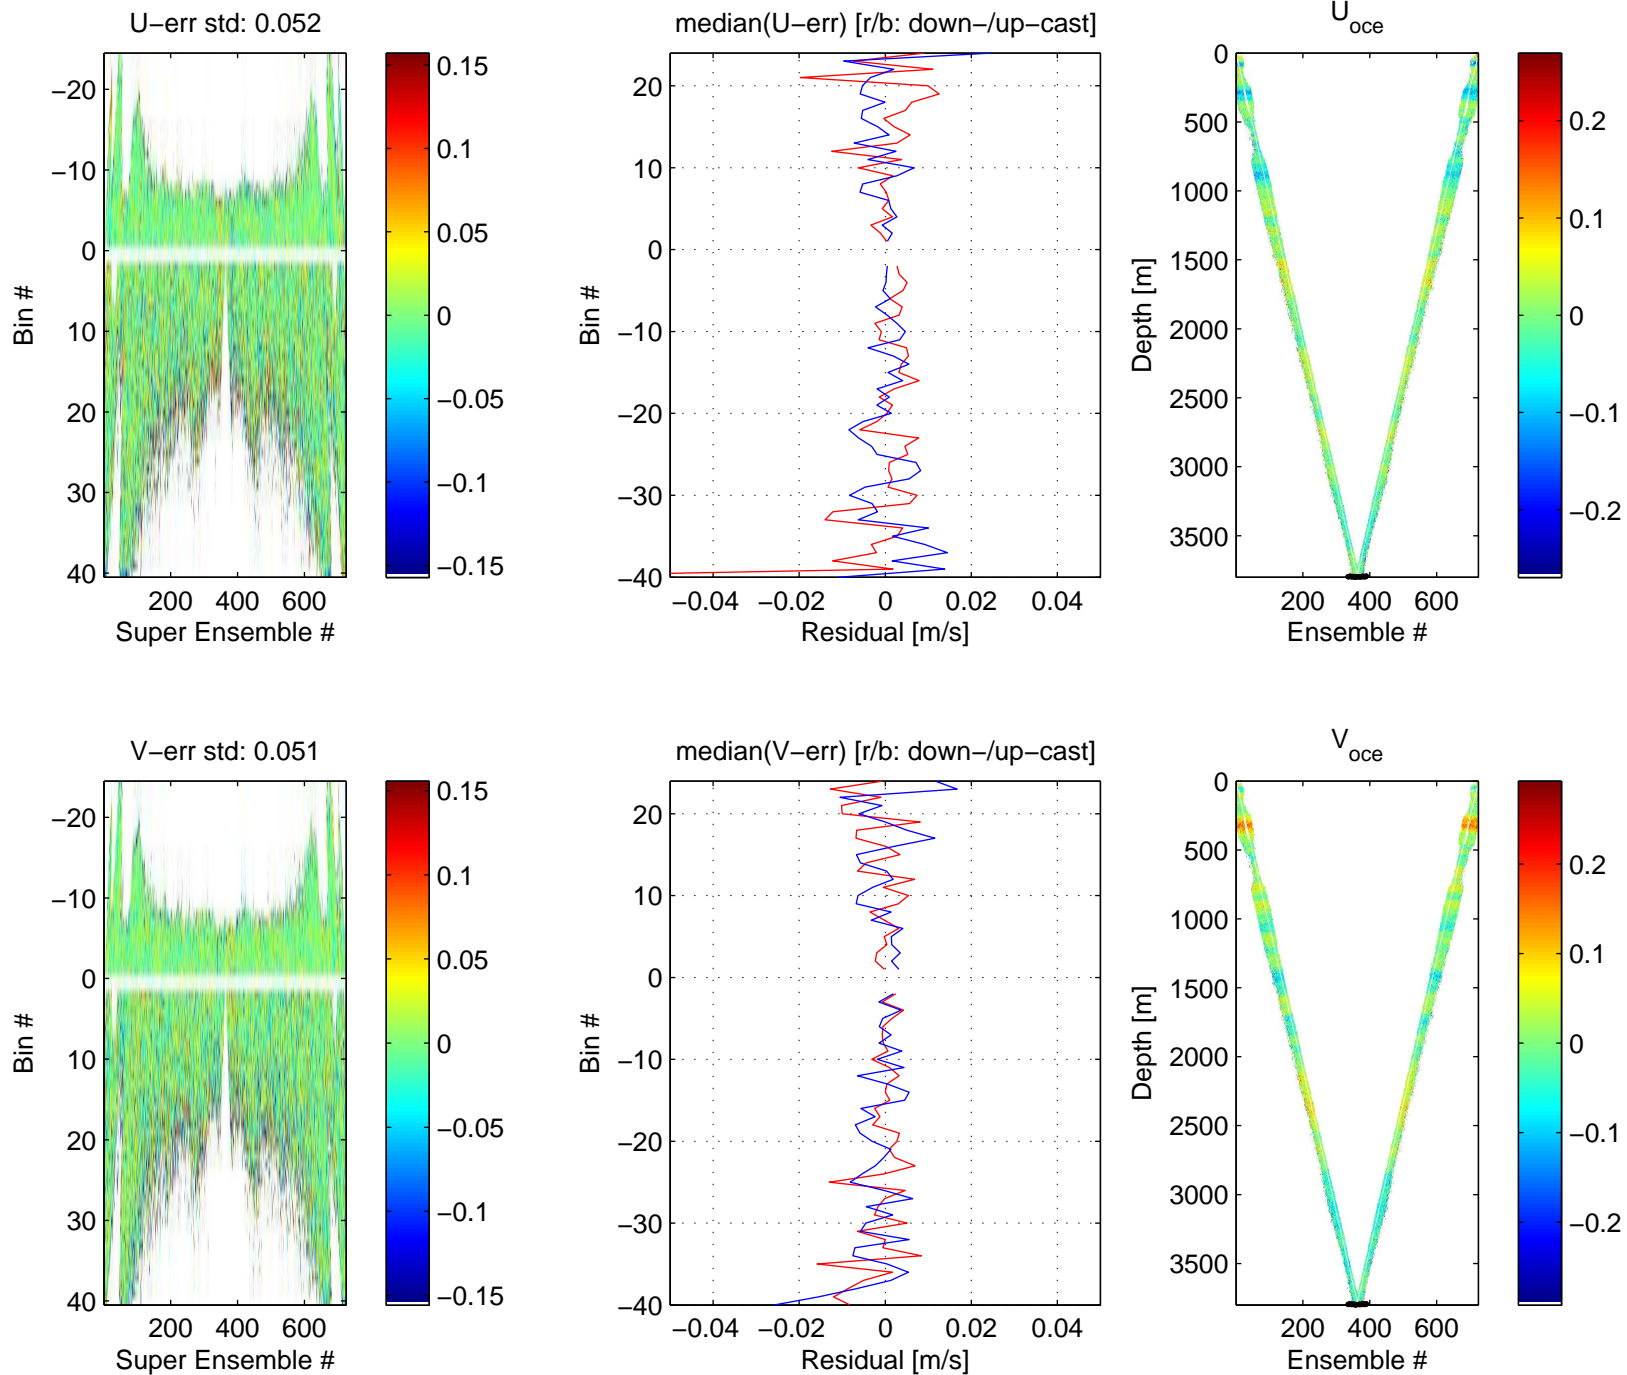 U−err std: 0.052
−20
−10
0
10
20
30
40
Bin #
200 400 600
Super Ensemble #
0.15
0.1
0.05
0
−0.05
−0.1
−0.15
median(U−err) [r/b: down−/up−cast]
20
10
0
−10
−20
−30
−40
Bin #
−0.04 −0.02 0 0.02 0.04
Residual [m/s]
U oce
0
500
1000
1500
2000
2500
3000
3500
Depth [m]
200 400 600
Ensemble #
0.2
0.1
0
−0.1
−0.2
V−err std: 0.051
−20
−10
0
10
20
30
40
Bin #
200 400 600
Super Ensemble #
0.15
0.1
0.05
0
−0.05
−0.1
−0.15
median(V−err) [r/b: down−/up−cast]
20
10
0
−10
−20
−30
−40
Bin #
−0.04 −0.02 0 0.02 0.04
Residual [m/s]
V oce
0
500
1000
1500
2000
2500
3000
3500
Depth [m]
200 400 600
Ensemble #
0.2
0.1
0
−0.1
−0.2